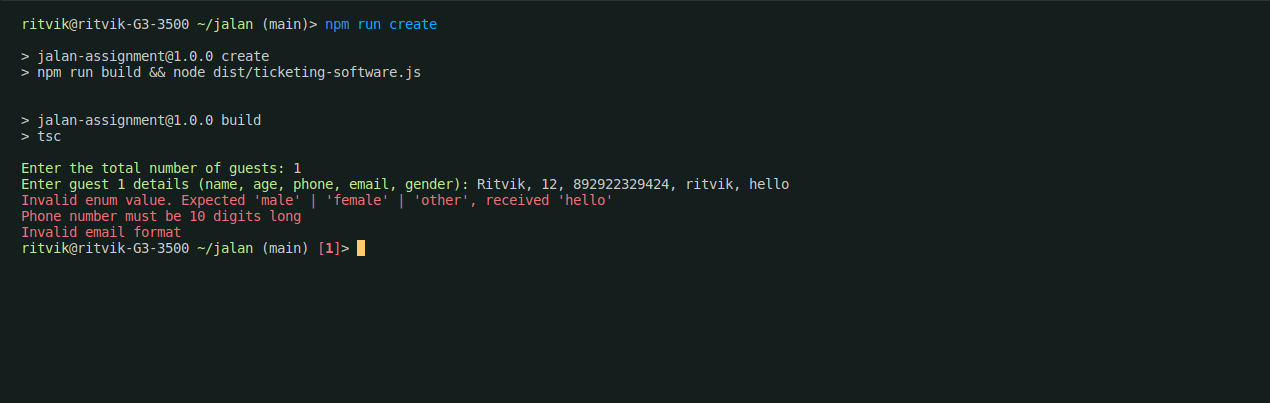 ritvik@ritvik-G3-3500 ~/jalan (main)> npm run create
> jalan-assignment@1.0.0 create
> npm run build && node dist/ticketing-software.js
> jalan-assignment@1.0.0 build
> tsc
Enter the total number of guests: 1
Enter guest 1 details (name, age, phone, email, gender): Ritvik, 12, 892922329424, ritvik, hello
Invalid enum value. Expected 'male' | 'female' | 'other', received 'hello'
Phone number must be 10 digits long
Invalid email format
ritvik@ritvik-G3-3500 ~/jalan (main) [1]>